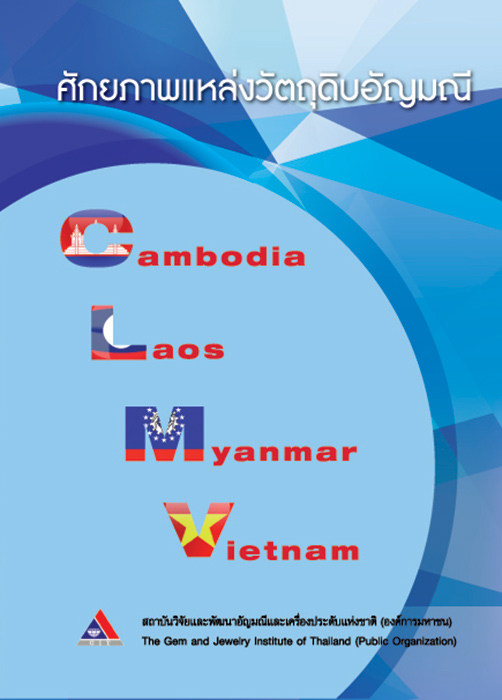 ศักยภาพแหล่งวัตถุดิบอัญมณี
Cambodia
Laos
Myanmar
Vietnam
สถาบันวิจัยและพัฒนาอัญมณีและเครื่องประดับแห่งชาติ (องค์การมหาชน)
The Gem and Jewelry Institute of Thailand (Public Organization)
GIT